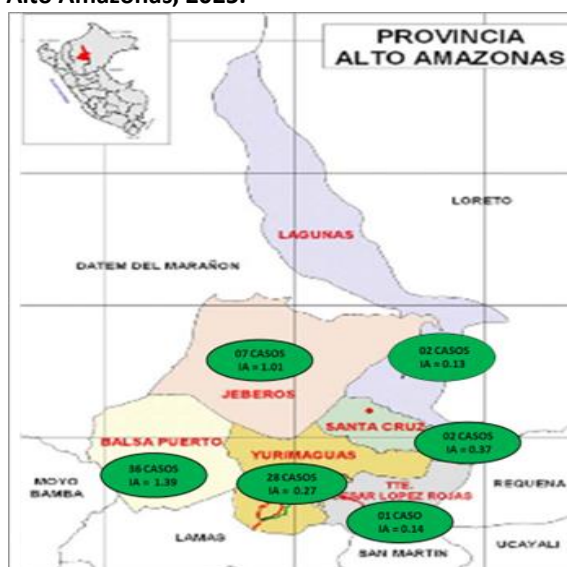 Alto Amazonas, 2023.
PROVINCIA
ALTO AMAZONAS
LORETO
LAGUNAS
DATEM DEL MARAÑON
07 CASOS
IA = 1.01
02 CASOS
IA = 0.13
JEBEROS
SANTA CRUZ
BALSA PUERTO
YURIMAGUAS
02 CASOS
IA = 0.37
36 CASOS
IA = 1.39
28 CASOS
IA = 0.27
MOYO
BAMBA
TTE.
SAR LOPEZ ROJAS
REQUENA
01 CASO
IA = 0.14
LAMAS
SAN MARTIN
UCAYALI